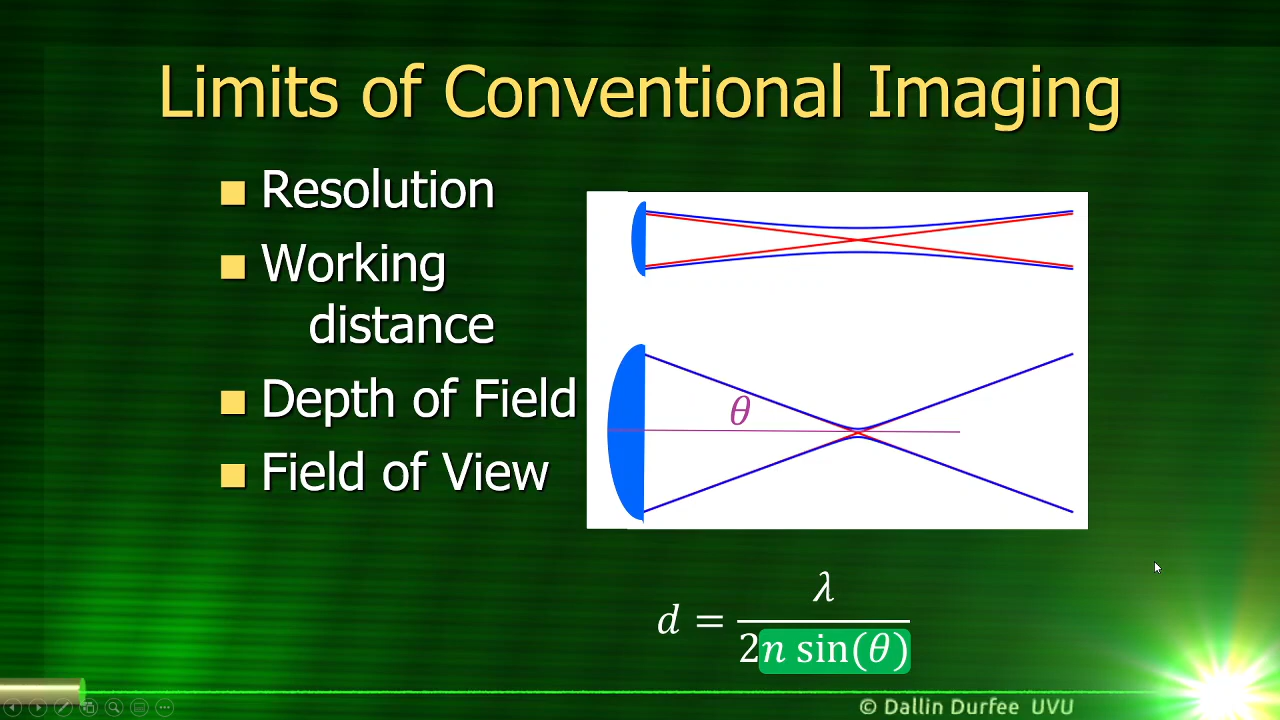 Limits of Conventional Imaging
Resolution
Working
distance
Depth of Field
Field of View
θ
d = λ / 2n sin(θ)
© Dallin Durfee UVU